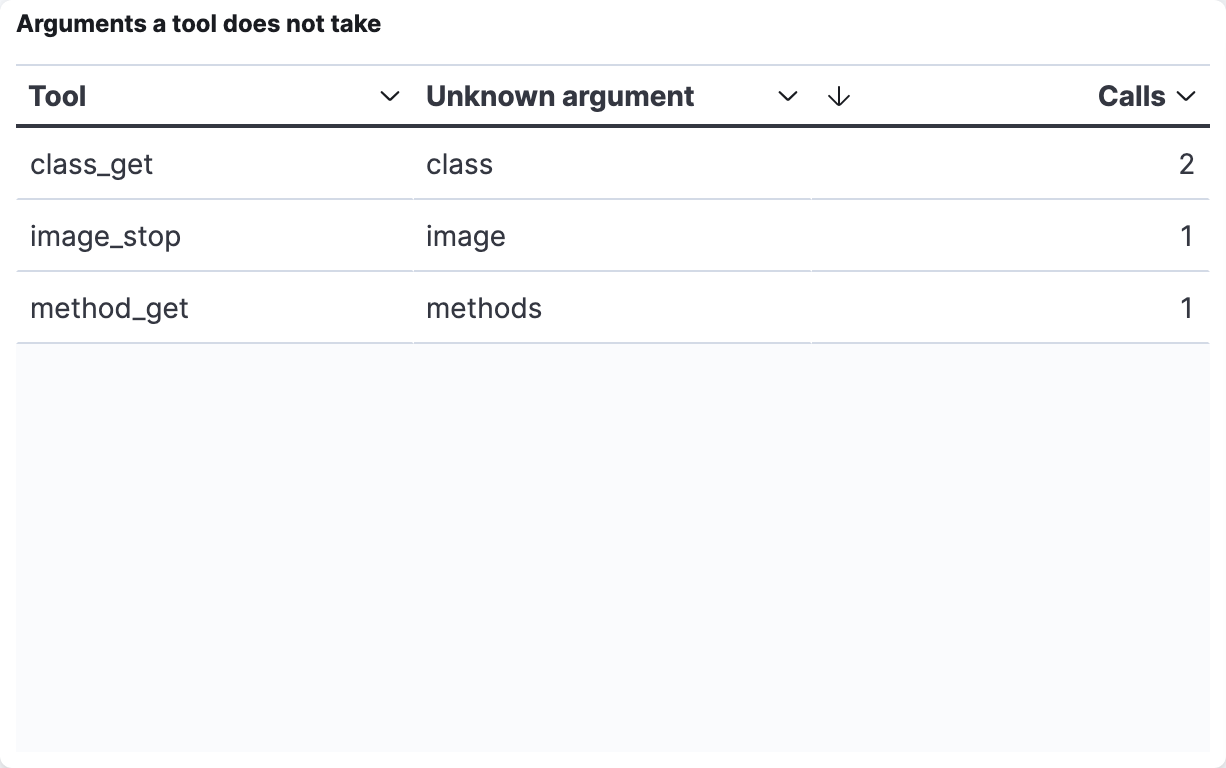 Arguments a tool does not take
Tool Unknown argument ↓ Calls
class_get class 2
image_stop image 1
method_get methods 1